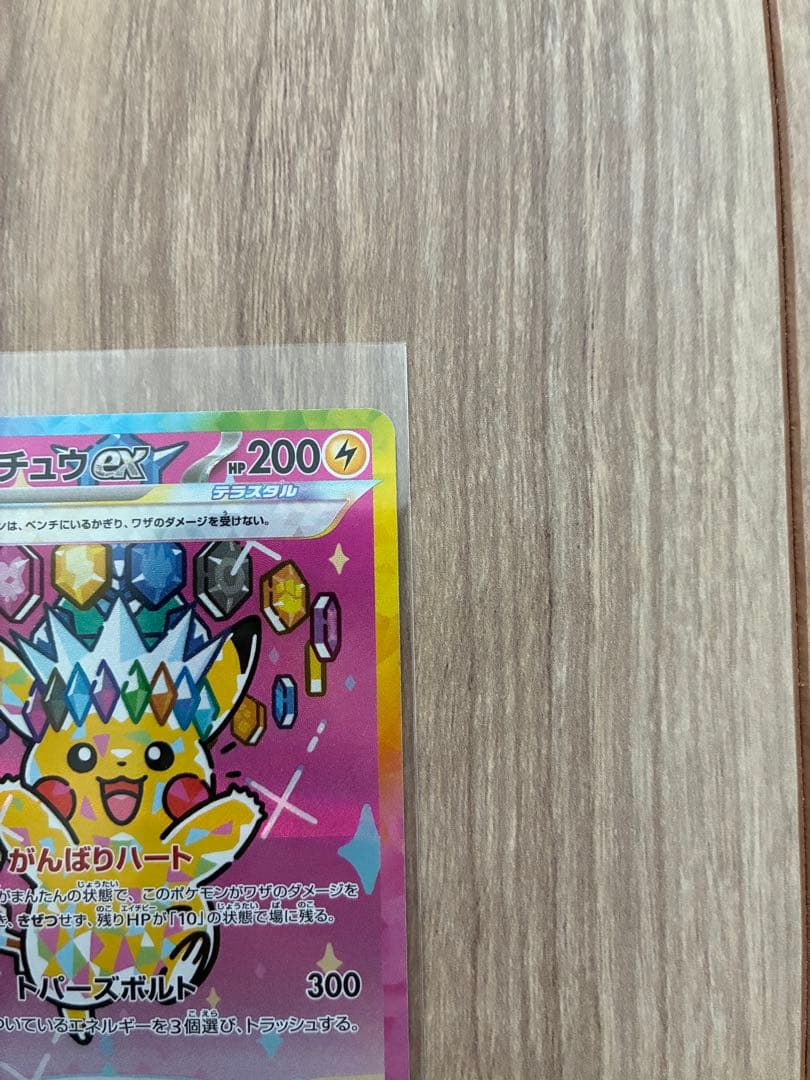 チュウex HP200
テラスタル
ンは、ベンチにいるかぎり、ワザのダメージを受けない。
がんばりハート
がまんたんの状態で、このポケモンがワザのダメージを
き、きぜつせず、残りHPが「10」の状態で場に残る。
トパーズボルト 300
ついているエネルギーを3個選び、トラッシュする。